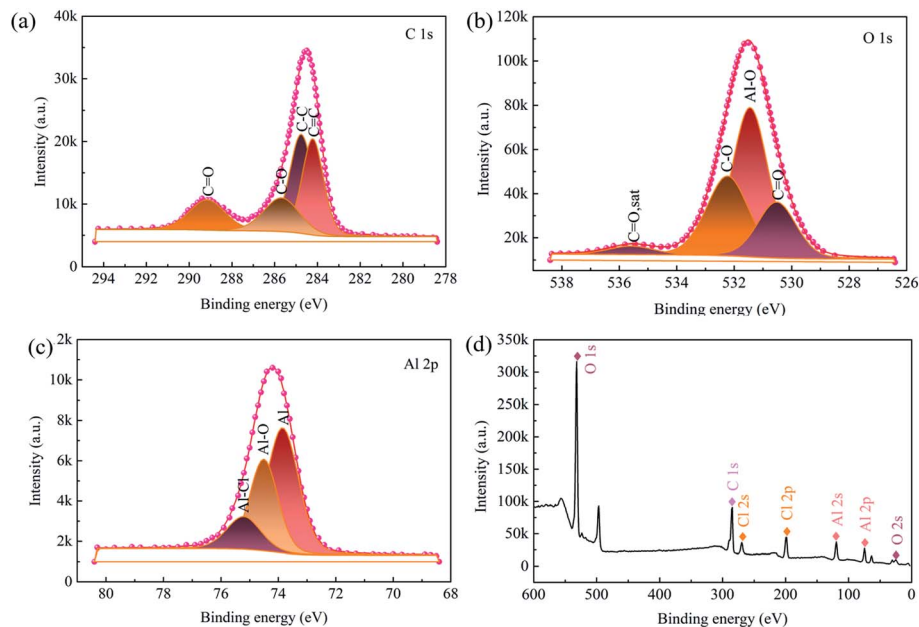 (a)
C 1s
40k
30k
20k
10k
0
Intensity (a.u.)
C=O
C-O
C-C
C=C
294 292 290 288 286 284 282 280 278
Binding energy (eV)
(b)
O 1s
120k
100k
80k
60k
40k
20k
Intensity (a.u.)
C=O,sat
C-O
Al-O
C=O
538 536 534 532 530 528 526
Binding energy (eV)
(c)
Al 2p
2k
10k
8k
6k
4k
2k
0
Intensity (a.u.)
Al-Cl
Al-O
Al
80 78 76 74 72 70 68
Binding energy (eV)
(d)
350k
300k
250k
200k
150k
100k
50k
0
Intensity (a.u.)
O 1s
C 1s
Cl 2s
Cl 2p
Al 2s
Al 2p
O 2s
600 500 400 300 200 100 0
Binding energy (eV)